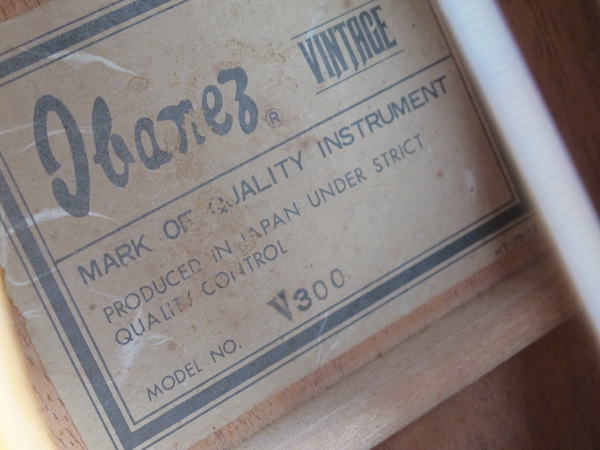 Ibanez® VINTAGE
MARK OF QUALITY INSTRUMENT
PRODUCED IN JAPAN UNDER STRICT
QUALITY CONTROL
MODEL NO. V300